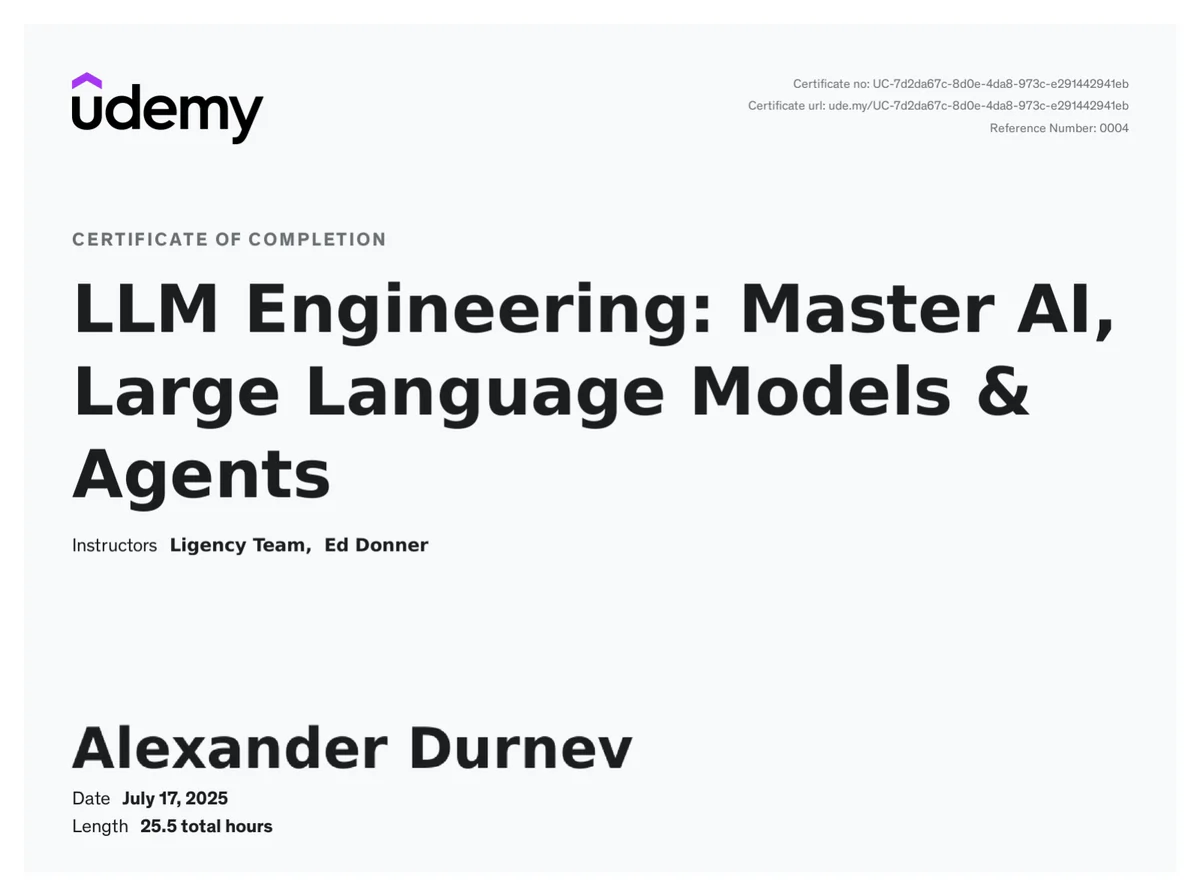 udemy
Certificate no: UC-7d2da67c-8d0e-4da8-973c-e291442941eb
Certificate url: ude.my/UC-7d2da67c-8d0e-4da8-973c-e291442941eb
Reference Number: 0004
CERTIFICATE OF COMPLETION
LLM Engineering: Master AI,
Large Language Models &
Agents
Instructors Ligency Team, Ed Donner
Alexander Durnev
Date July 17, 2025
Length 25.5 total hours